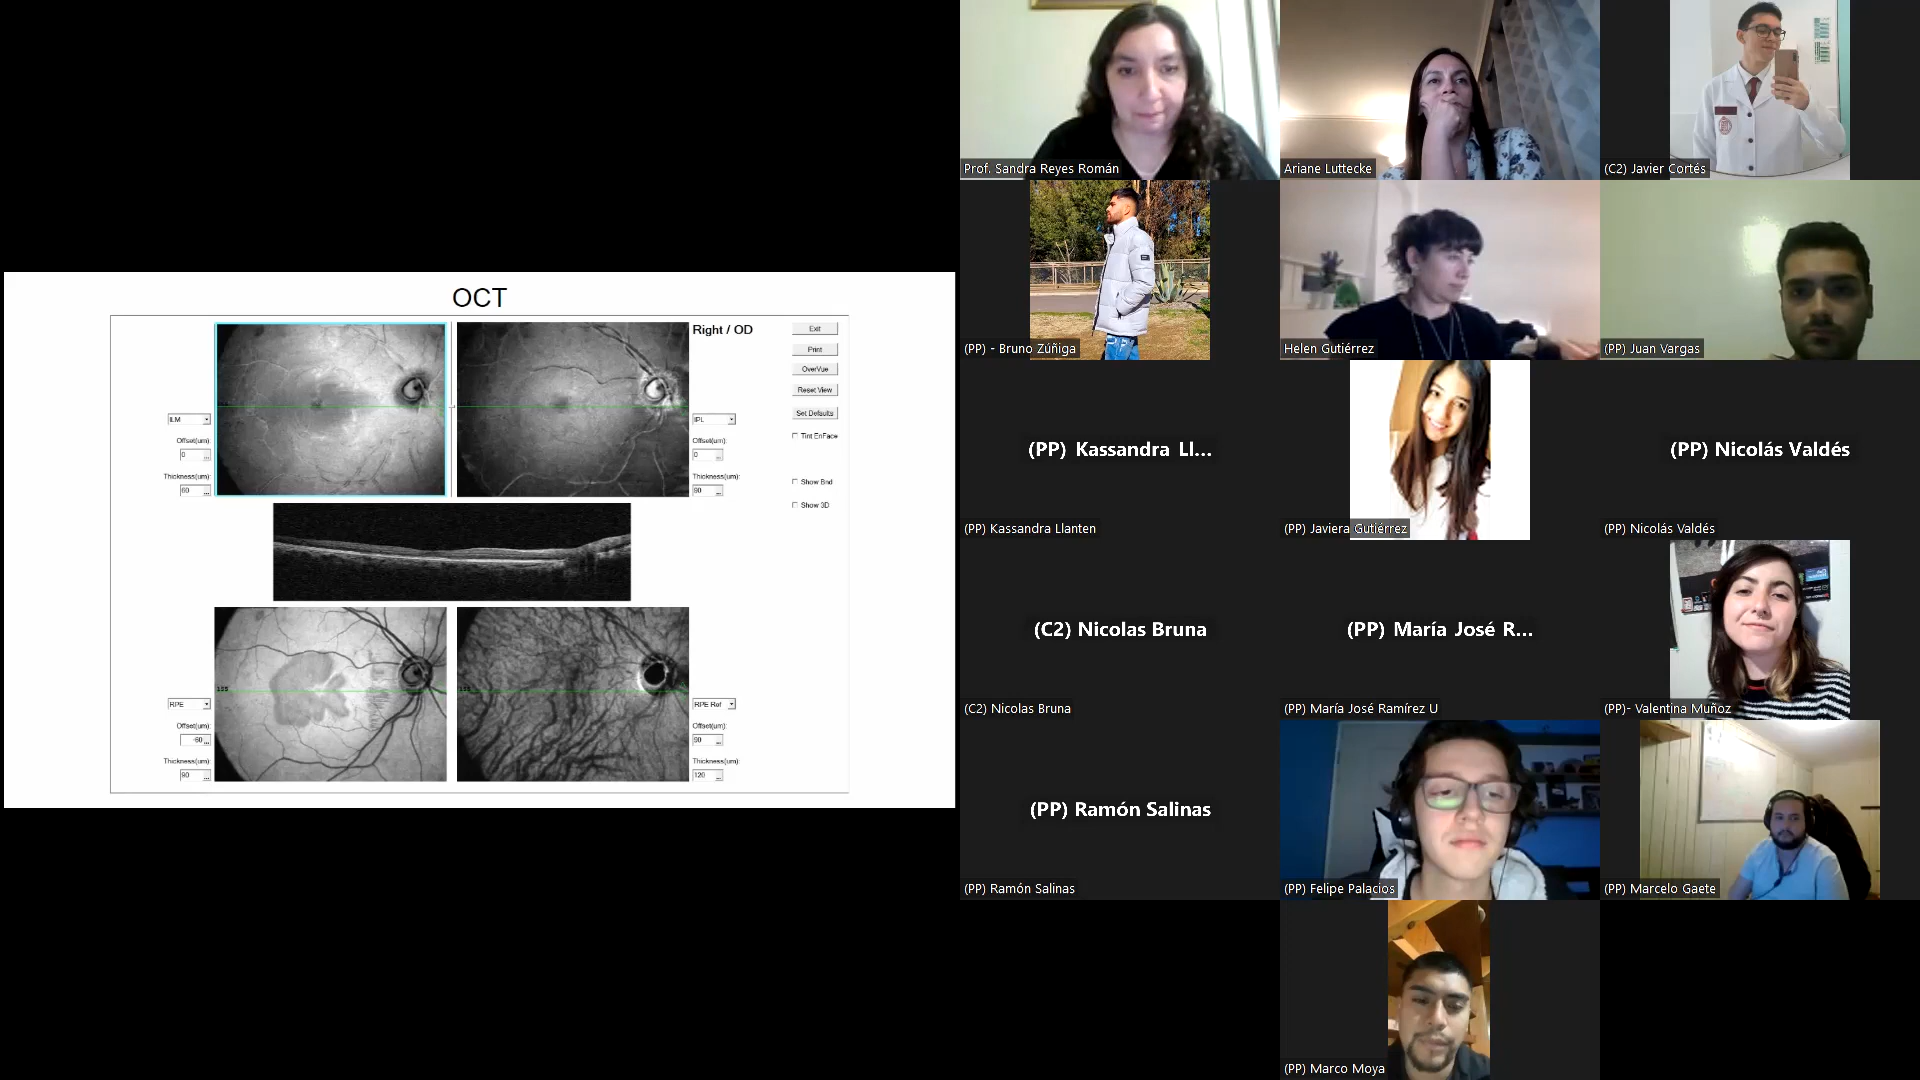 OCT
Right / OD
Exit
Print
OverVue
Reset View
Set Defaults
Tint EnFace
Show Bnd
Show 3D
ILM
Offset(um):
0
...
Thickness(um):
60
...
IPL
Offset(um):
0
...
Thickness(um):
90
...
155
155
RPE
Offset(um):
-60
...
Thickness(um):
90
...
RPE Ref
Offset(um):
90
...
Thickness(um):
120
...
Prof. Sandra Reyes Román
Ariane Luttecke
(C2) Javier Cortés
(PP) - Bruno Zúñiga
Helen Gutiérrez
(PP) Juan Vargas
(PP) Kassandra Ll...
(PP) Kassandra Llanten
(PP) Javiera Gutiérrez
(PP) Nicolás Valdés
(PP) Nicolás Valdés
(C2) Nicolas Bruna
(C2) Nicolas Bruna
(PP) María José R...
(PP) María José Ramírez U
(PP)- Valentina Muñoz
(PP) Ramón Salinas
(PP) Ramón Salinas
(PP) Felipe Palacios
(PP) Marcelo Gaete
(PP) Marco Moya